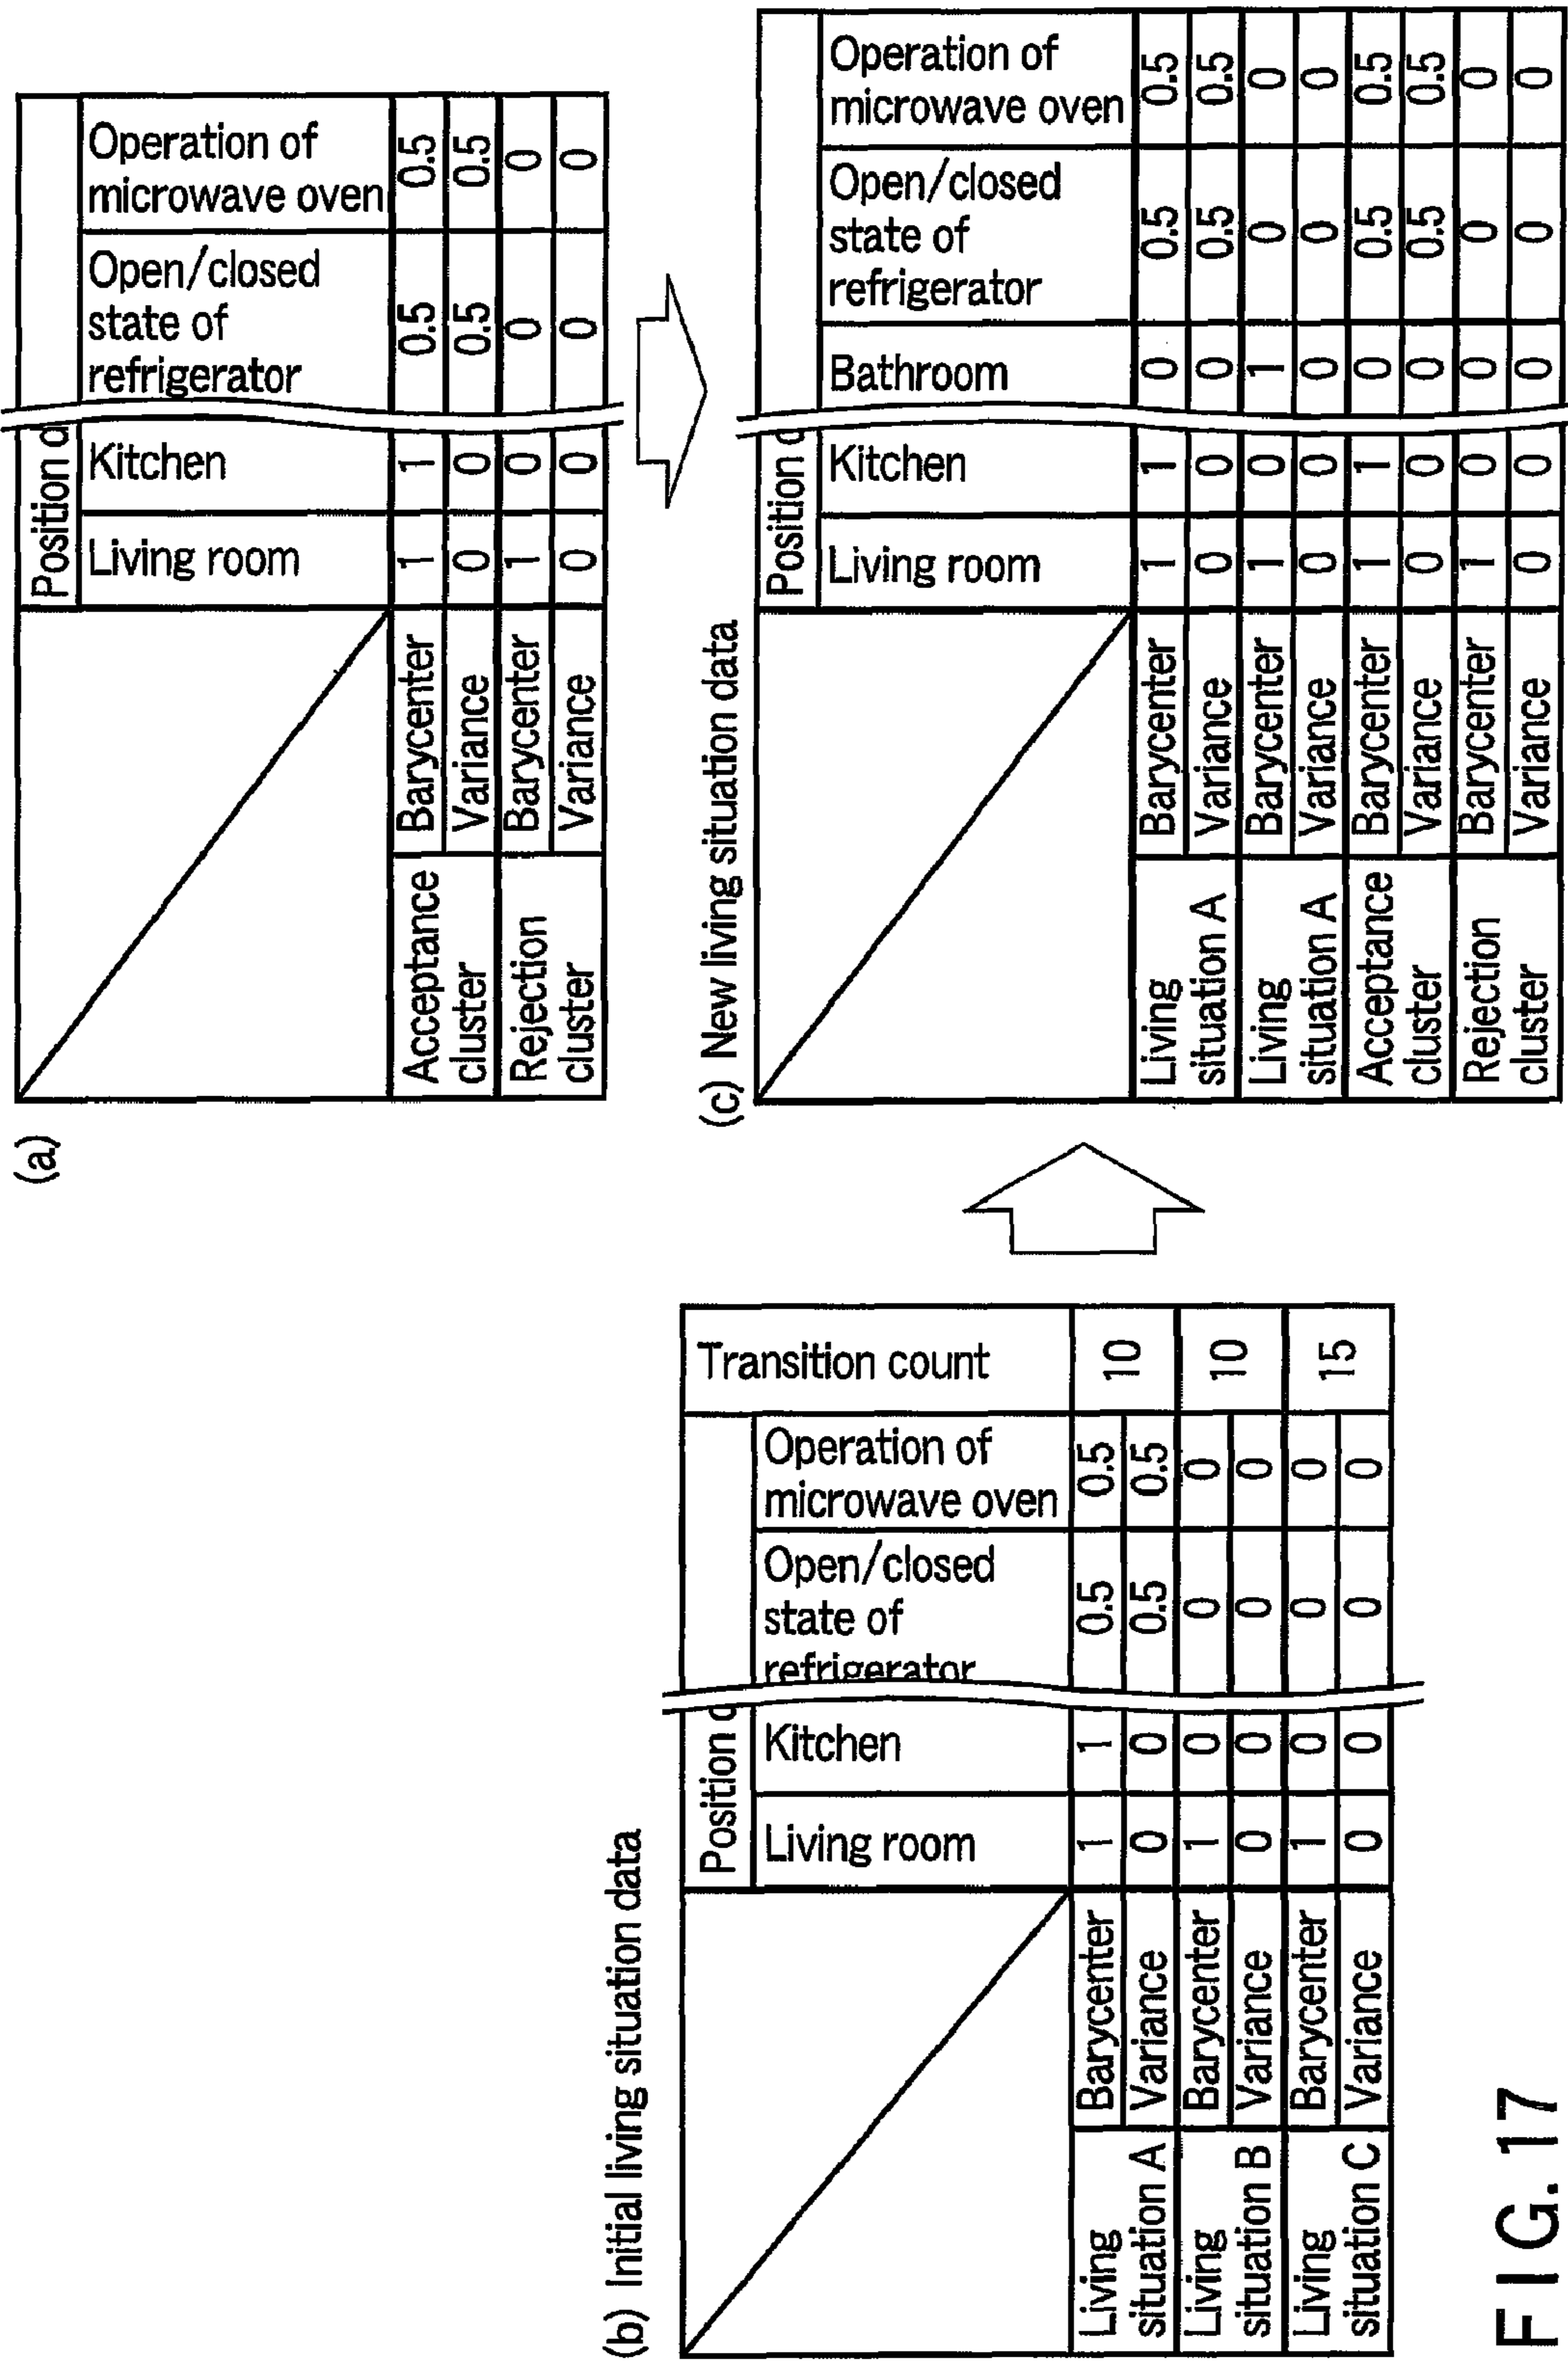 (a)
Position o
Living room Kitchen Open/closed state of refrigerator Operation of microwave oven
Acceptance cluster Barycenter 1 1 0.5 0.5
Variance 0 0 0.5 0.5
Rejection cluster Barycenter 1 0 0 0
Variance 0 0 0 0
(b) Initial living situation data
Position o Transition count
Living room Kitchen Open/closed state of refrigerator Operation of microwave oven
Living situation A Barycenter 1 1 0.5 0.5 10
Variance 0 0 0.5 0.5
Living situation B Barycenter 1 0 0 0 10
Variance 0 0 0 0
Living situation C Barycenter 1 0 0 0 15
Variance 0 0 0 0
(c) New living situation data
Position o
Living room Kitchen Bathroom Open/closed state of refrigerator Operation of microwave oven
Living situation A Barycenter 1 1 0 0.5 0.5
Variance 0 0 0 0.5 0.5
Living situation A Barycenter 1 0 1 0 0
Variance 0 0 0 0 0
Acceptance cluster Barycenter 1 1 0 0.5 0.5
Variance 0 0 0 0.5 0.5
Rejection cluster Barycenter 1 0 0 0 0
Variance 0 0 0 0 0
FIG. 17